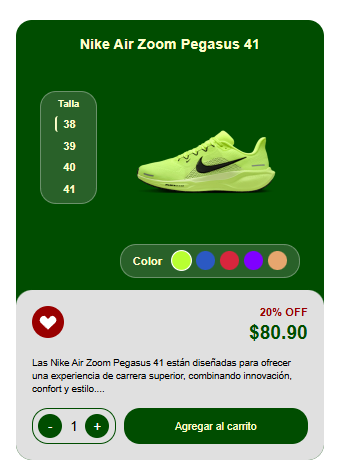 Nike Air Zoom Pegasus 41
Talla
38
39
40
41
Color
20% OFF
$80.90
Las Nike Air Zoom Pegasus 41 están diseñadas para ofrecer
una experiencia de carrera superior, combinando innovación,
confort y estilo....
- 1 +
Agregar al carrito